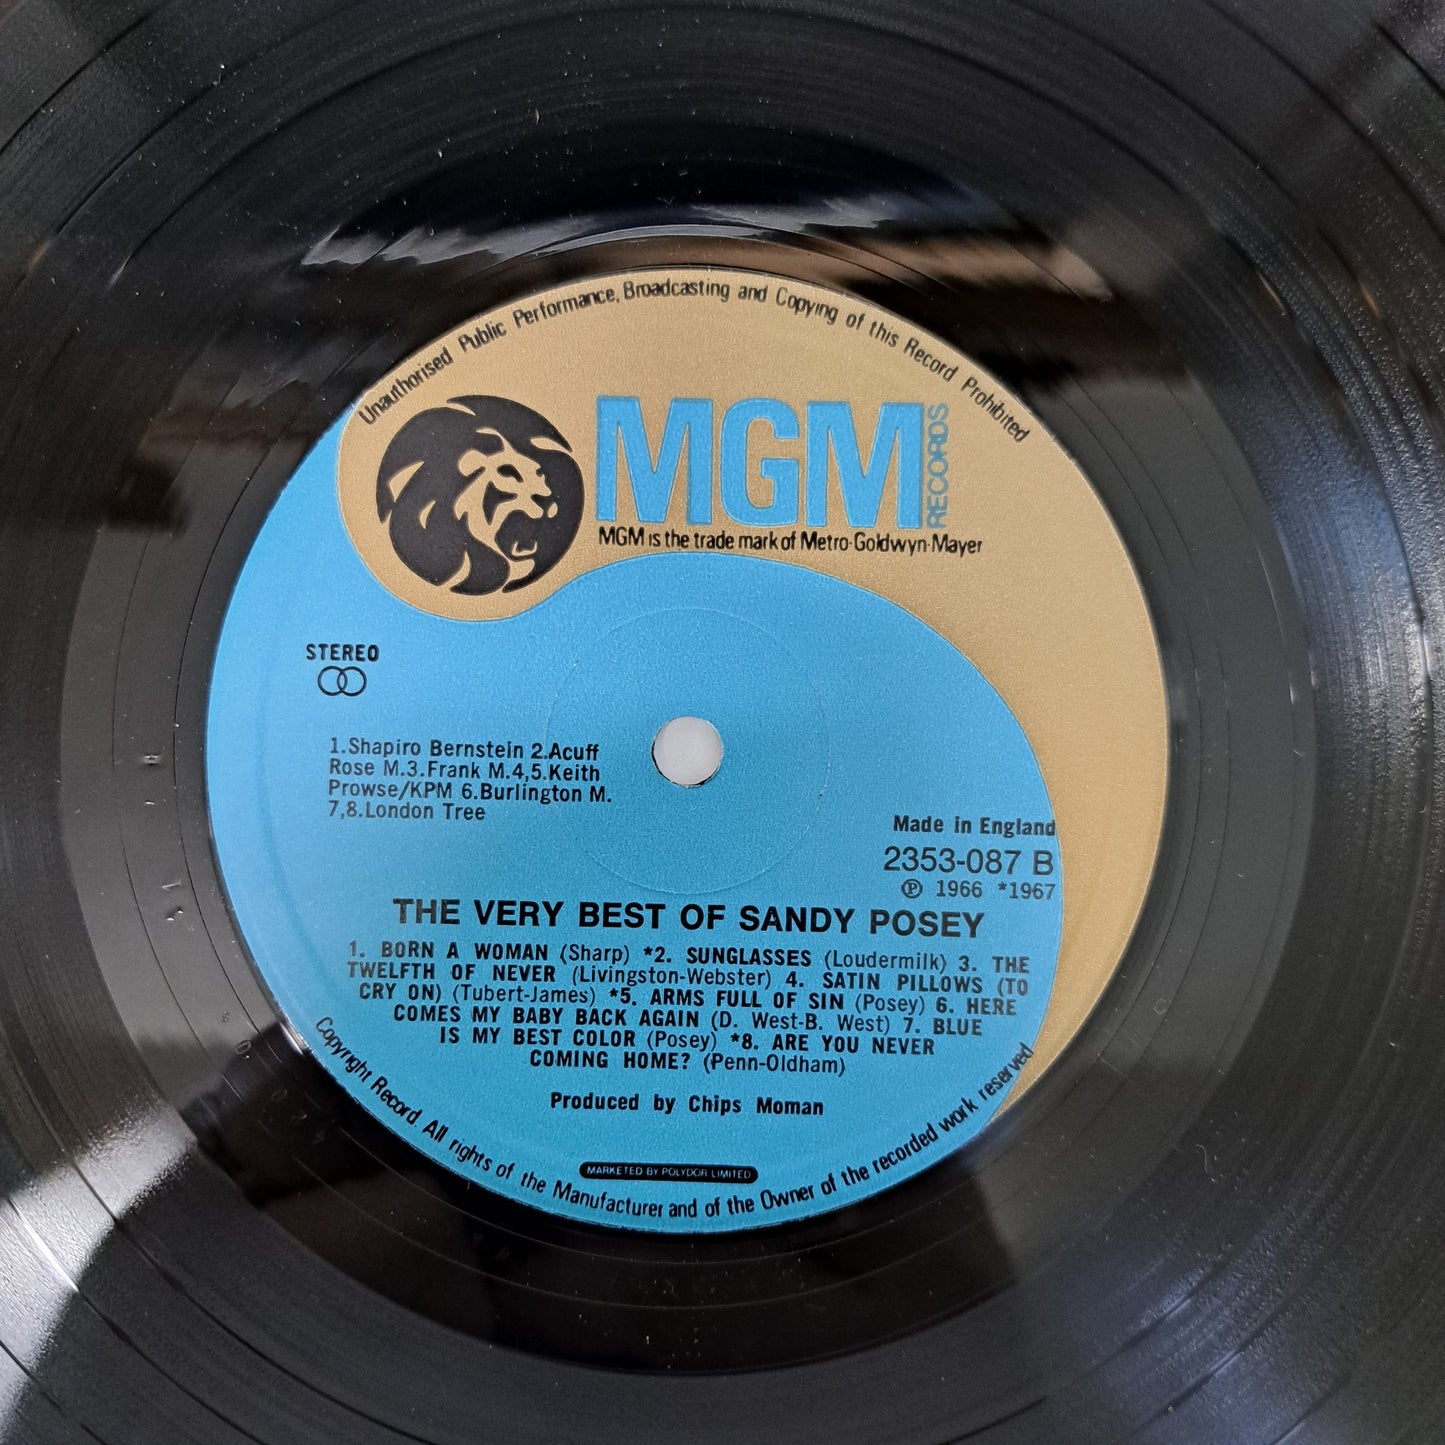 Unauthorised Public Performance, Broadcasting and Copying of this Record Prohibited
MGM
RECORDS
MGM is the trade mark of Metro-Goldwyn-Mayer
STEREO
1.Shapiro Bernstein 2.Acuff
Rose M.3.Frank M.4,5.Keith
Prowse/KPM 6.Burlington M.
7,8.London Tree
Made in England
2353-087 B
℗ 1966 *1967
THE VERY BEST OF SANDY POSEY
1. BORN A WOMAN (Sharp) *2. SUNGLASSES (Loudermilk) 3. THE
TWELFTH OF NEVER (Livingston-Webster) 4. SATIN PILLOWS (TO
CRY ON) (Tubert-James) *5. ARMS FULL OF SIN (Posey) 6. HERE
COMES MY BABY BACK AGAIN (D. West-B. West) 7. BLUE
IS MY BEST COLOR (Posey) *8. ARE YOU NEVER
COMING HOME? (Penn-Oldham)
Produced by Chips Moman
MARKETED BY POLYDOR LIMITED
Copyright Record. All rights of the Manufacturer and of the Owner of the recorded work reserved